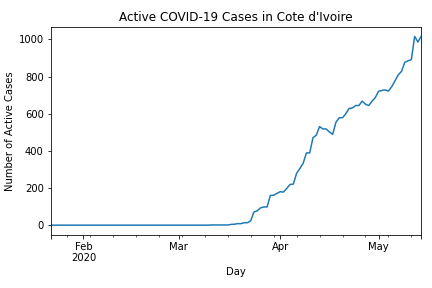 Active COVID-19 Cases in Cote d'Ivoire
Number of Active Cases
1000
800
600
400
200
0
Feb
2020
Mar
Apr
May
Day